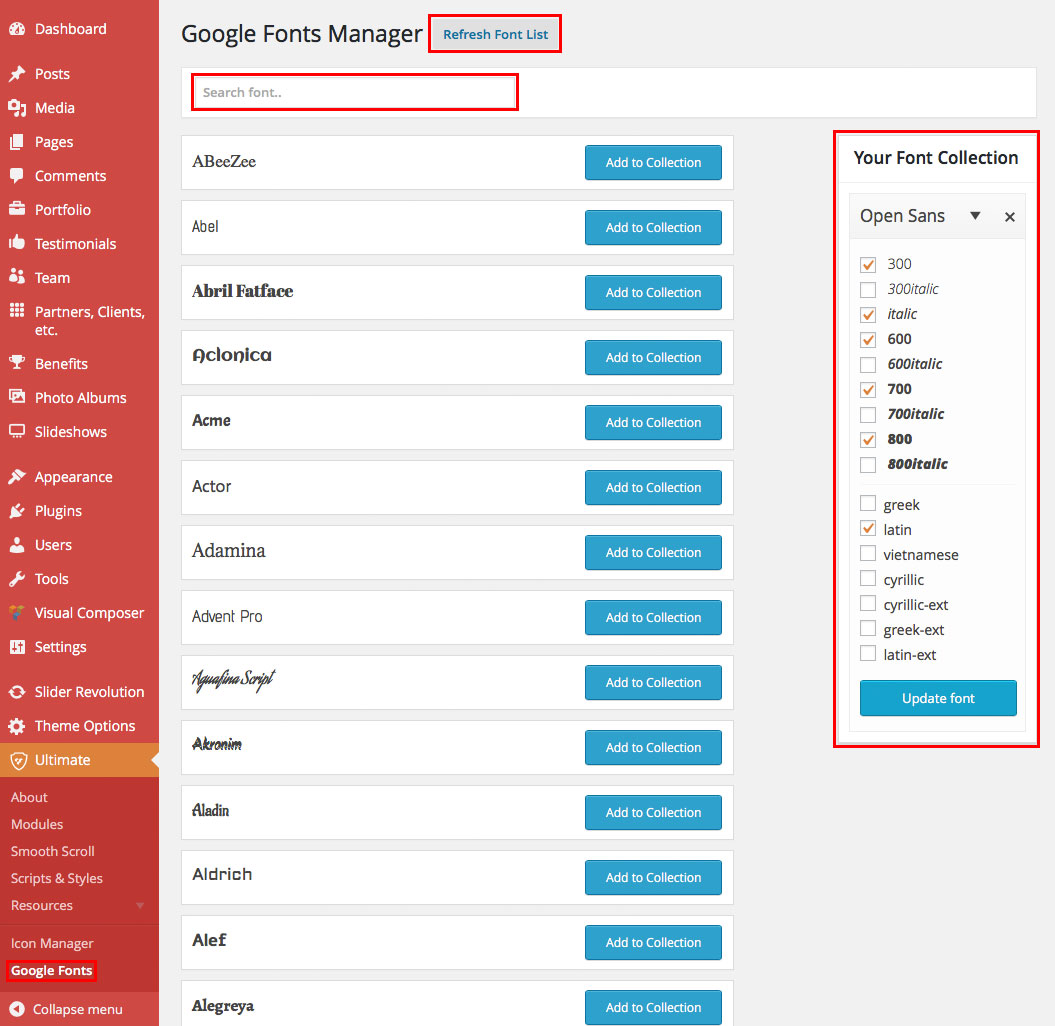 Dashboard
Posts
Media
Pages
Comments
Portfolio
Testimonials
Team
Partners, Clients,
etc.
Benefits
Photo Albums
Slideshows
Appearance
Plugins
Users
Tools
Visual Composer
Settings
Slider Revolution
Theme Options
Ultimate
About
Modules
Smooth Scroll
Scripts & Styles
Resources
Icon Manager
Google Fonts
Collapse menu
Google Fonts Manager Refresh Font List
Search font..
ABeeZee Add to Collection
Abel Add to Collection
Abril Fatface Add to Collection
Aclonica Add to Collection
Acme Add to Collection
Actor Add to Collection
Adamina Add to Collection
Advent Pro Add to Collection
Aguafina Script Add to Collection
Akronim Add to Collection
Aladin Add to Collection
Aldrich Add to Collection
Alef Add to Collection
Alegreya Add to Collection
Your Font Collection
Open Sans
300
300italic
italic
600
600italic
700
700italic
800
800italic
greek
latin
vietnamese
cyrillic
cyrillic-ext
greek-ext
latin-ext
Update font